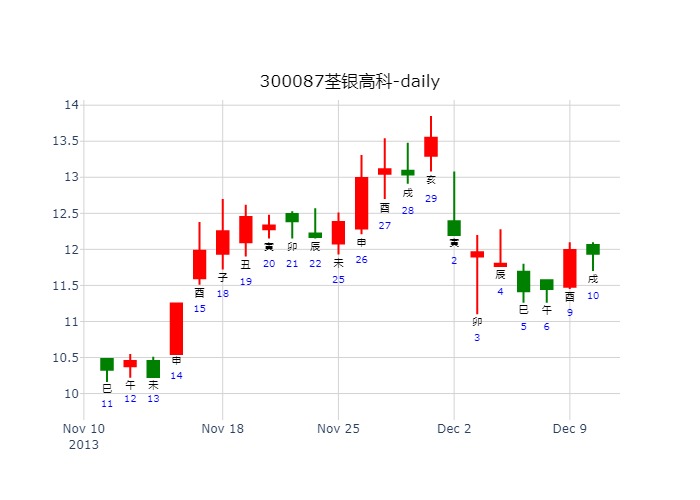 300087荃银高科-daily
14
13.5
13
12.5
12
11.5
11
10.5
10
巳
11
午
12
未
13
申
14
酉
15
子
18
丑
19
寅
20
卯
21
辰
22
未
25
申
26
酉
27
戌
28
亥
29
寅
2
卯
3
辰
4
巳
5
午
6
酉
9
戌
10
Nov 10
2013
Nov 18
Nov 25
Dec 2
Dec 9